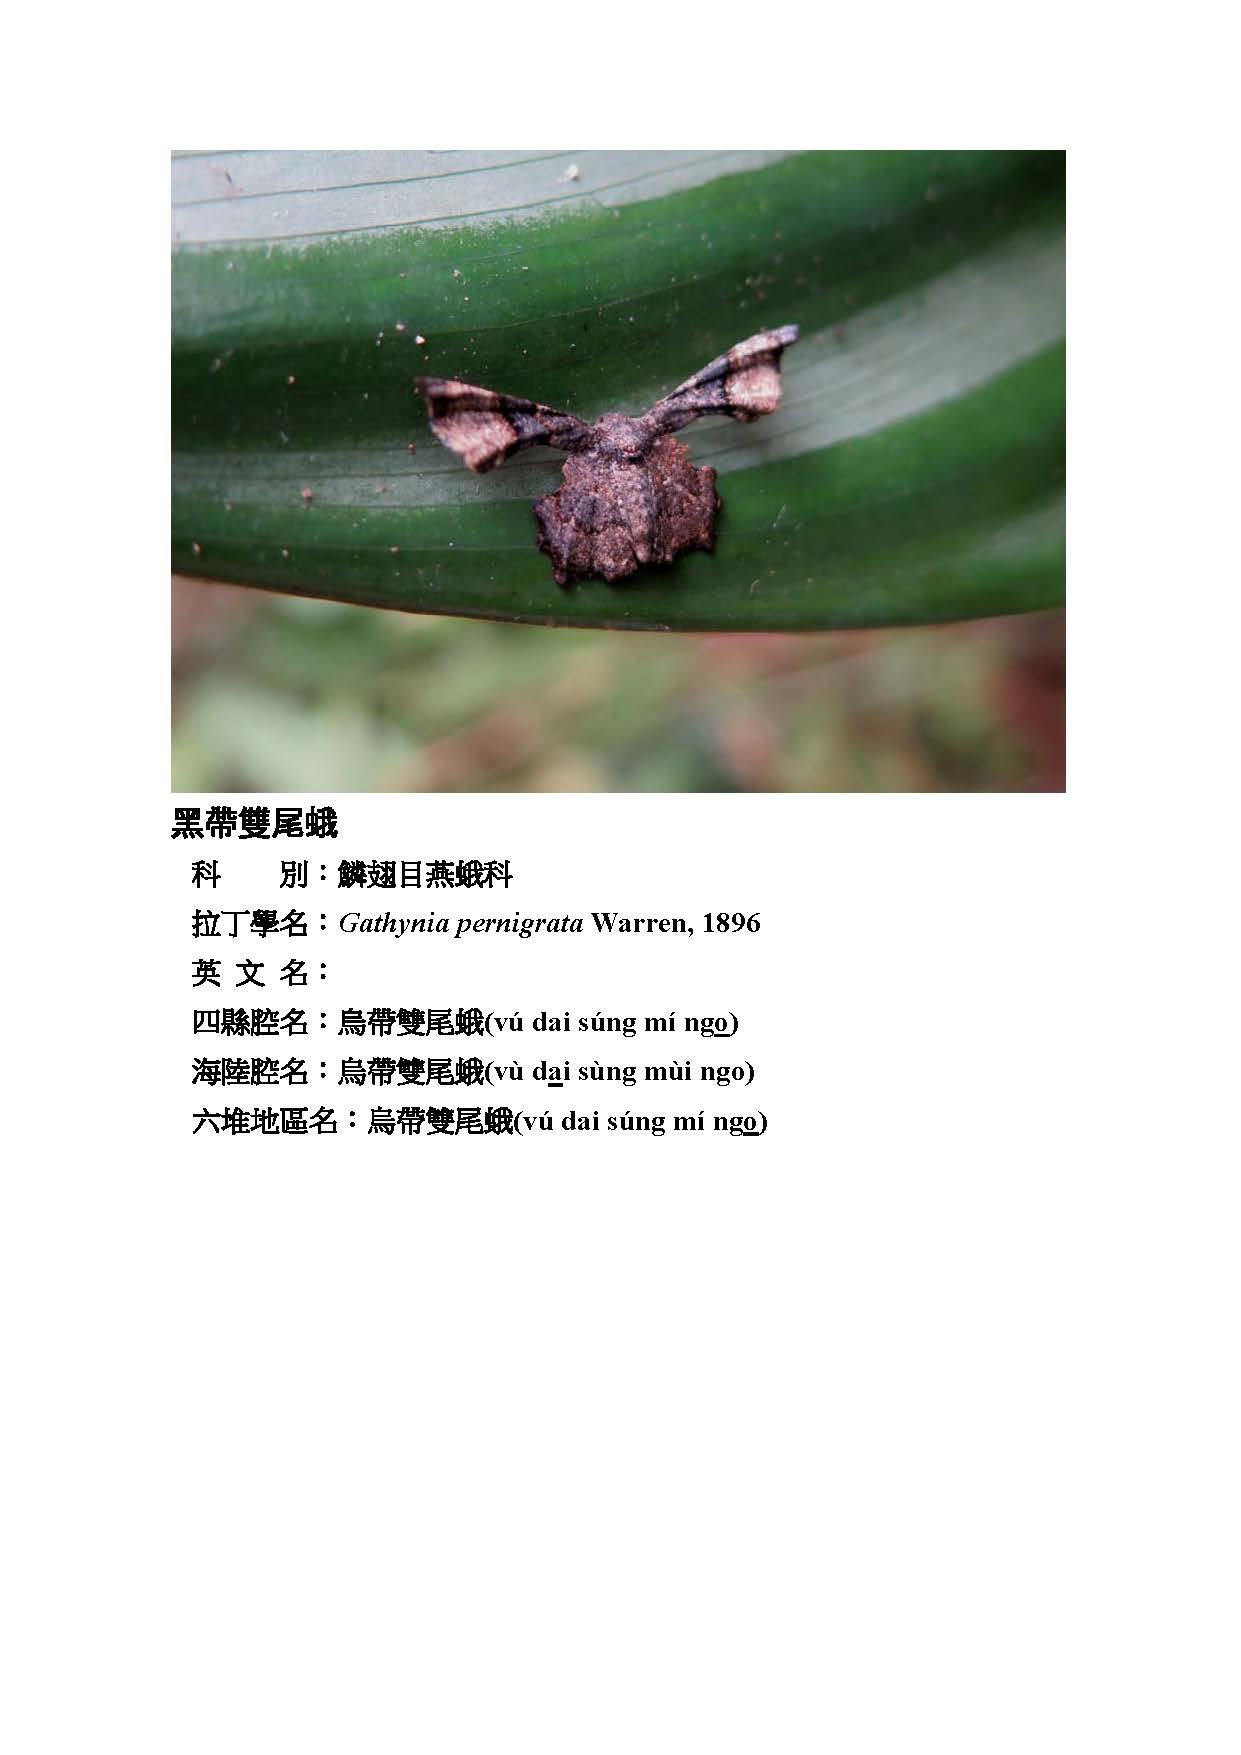 黑帶雙尾蛾
科　　別：鱗翅目燕蛾科
拉丁學名：Gathynia pernigrata Warren, 1896
英 文 名：
四縣腔名：烏帶雙尾蛾(vú dai súng mí ngo)
海陸腔名：烏帶雙尾蛾(vù dai sùng mùi ngo)
六堆地區名：烏帶雙尾蛾(vú dai súng mí ngo)